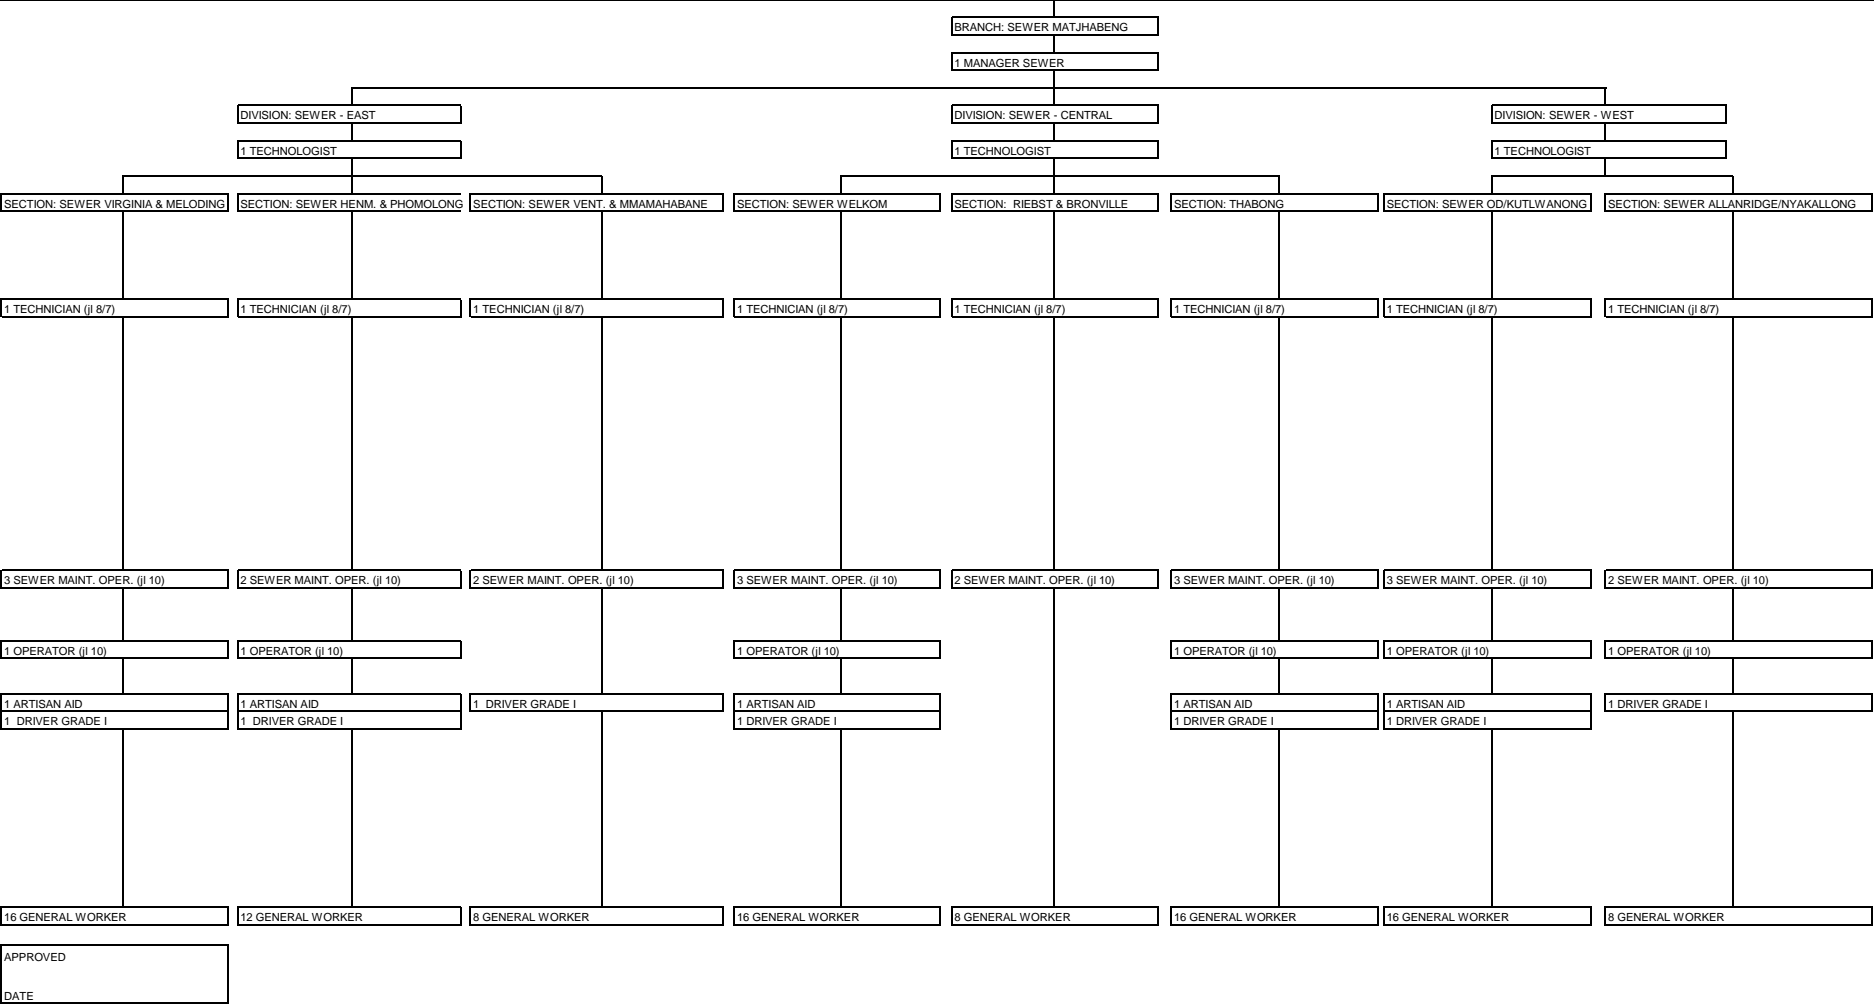 BRANCH: SEWER MATJHABENG
1 MANAGER SEWER
DIVISION: SEWER - EAST
DIVISION: SEWER - CENTRAL
DIVISION: SEWER - WEST
1 TECHNOLOGIST
1 TECHNOLOGIST
1 TECHNOLOGIST
SECTION: SEWER VIRGINIA & MELODING
SECTION: SEWER HENM. & PHOMOLONG
SECTION: SEWER VENT. & MMAMAHABANE
SECTION: SEWER WELKOM
SECTION:  RIEBST & BRONVILLE
SECTION: THABONG
SECTION: SEWER OD/KUTLWANONG
SECTION: SEWER ALLANRIDGE/NYAKALLONG
1 TECHNICIAN (jl 8/7)
1 TECHNICIAN (jl 8/7)
1 TECHNICIAN (jl 8/7)
1 TECHNICIAN (jl 8/7)
1 TECHNICIAN (jl 8/7)
1 TECHNICIAN (jl 8/7)
1 TECHNICIAN (jl 8/7)
1 TECHNICIAN (jl 8/7)
3 SEWER MAINT. OPER. (jl 10)
2 SEWER MAINT. OPER. (jl 10)
2 SEWER MAINT. OPER. (jl 10)
3 SEWER MAINT. OPER. (jl 10)
2 SEWER MAINT. OPER. (jl 10)
3 SEWER MAINT. OPER. (jl 10)
3 SEWER MAINT. OPER. (jl 10)
2 SEWER MAINT. OPER. (jl 10)
1 OPERATOR (jl 10)
1 OPERATOR (jl 10)
1 OPERATOR (jl 10)
1 OPERATOR (jl 10)
1 OPERATOR (jl 10)
1 OPERATOR (jl 10)
1 ARTISAN AID
1 ARTISAN AID
1  DRIVER GRADE I
1 ARTISAN AID
1 ARTISAN AID
1 ARTISAN AID
1 DRIVER GRADE I
1  DRIVER GRADE I
1  DRIVER GRADE I
1 DRIVER GRADE I
1 DRIVER GRADE I
1 DRIVER GRADE I
16 GENERAL WORKER
12 GENERAL WORKER
8 GENERAL WORKER
16 GENERAL WORKER
8 GENERAL WORKER
16 GENERAL WORKER
16 GENERAL WORKER
8 GENERAL WORKER
APPROVED
DATE